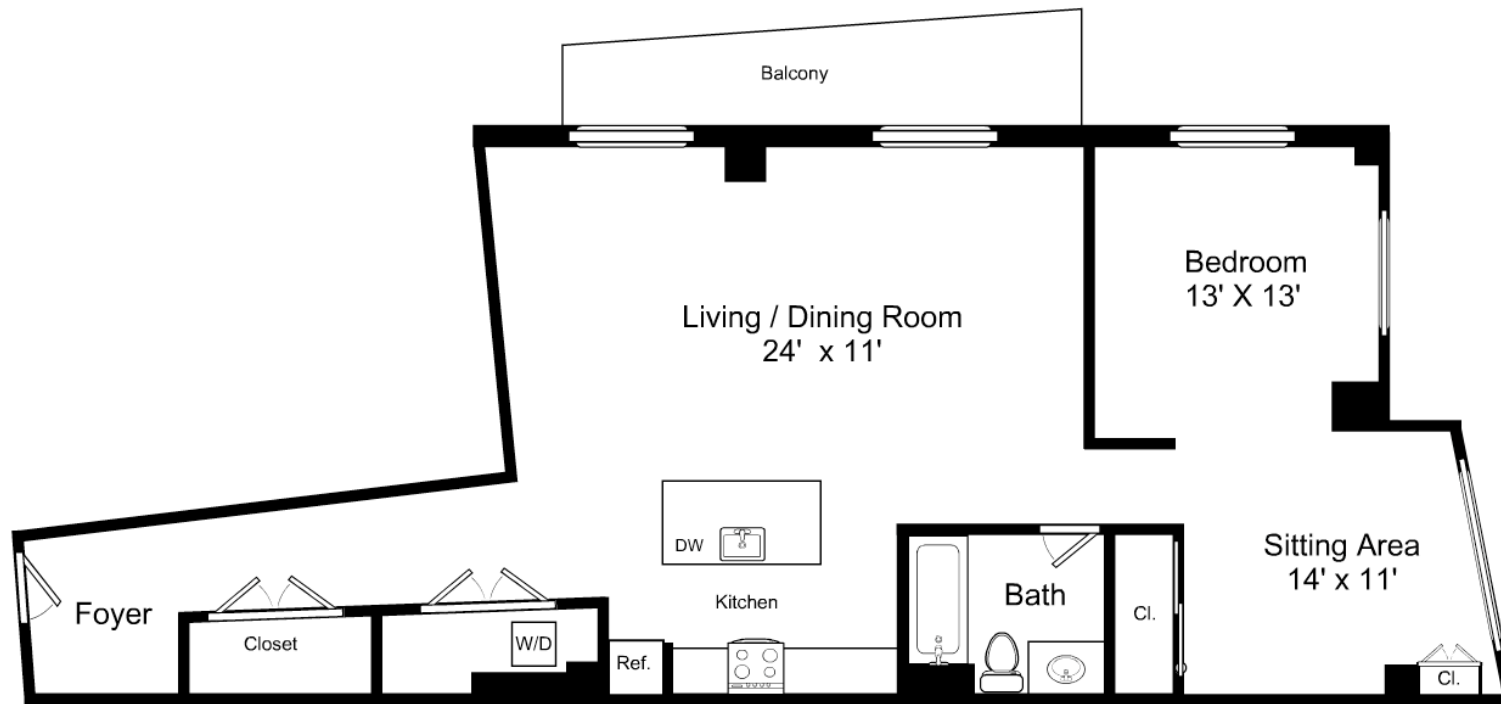 Balcony
Bedroom
13' X 13'
Living / Dining Room
24' x 11'
Sitting Area
14' x 11'
DW
Kitchen
Bath
Foyer
Closet
W/D
Ref.
Cl.
Cl.